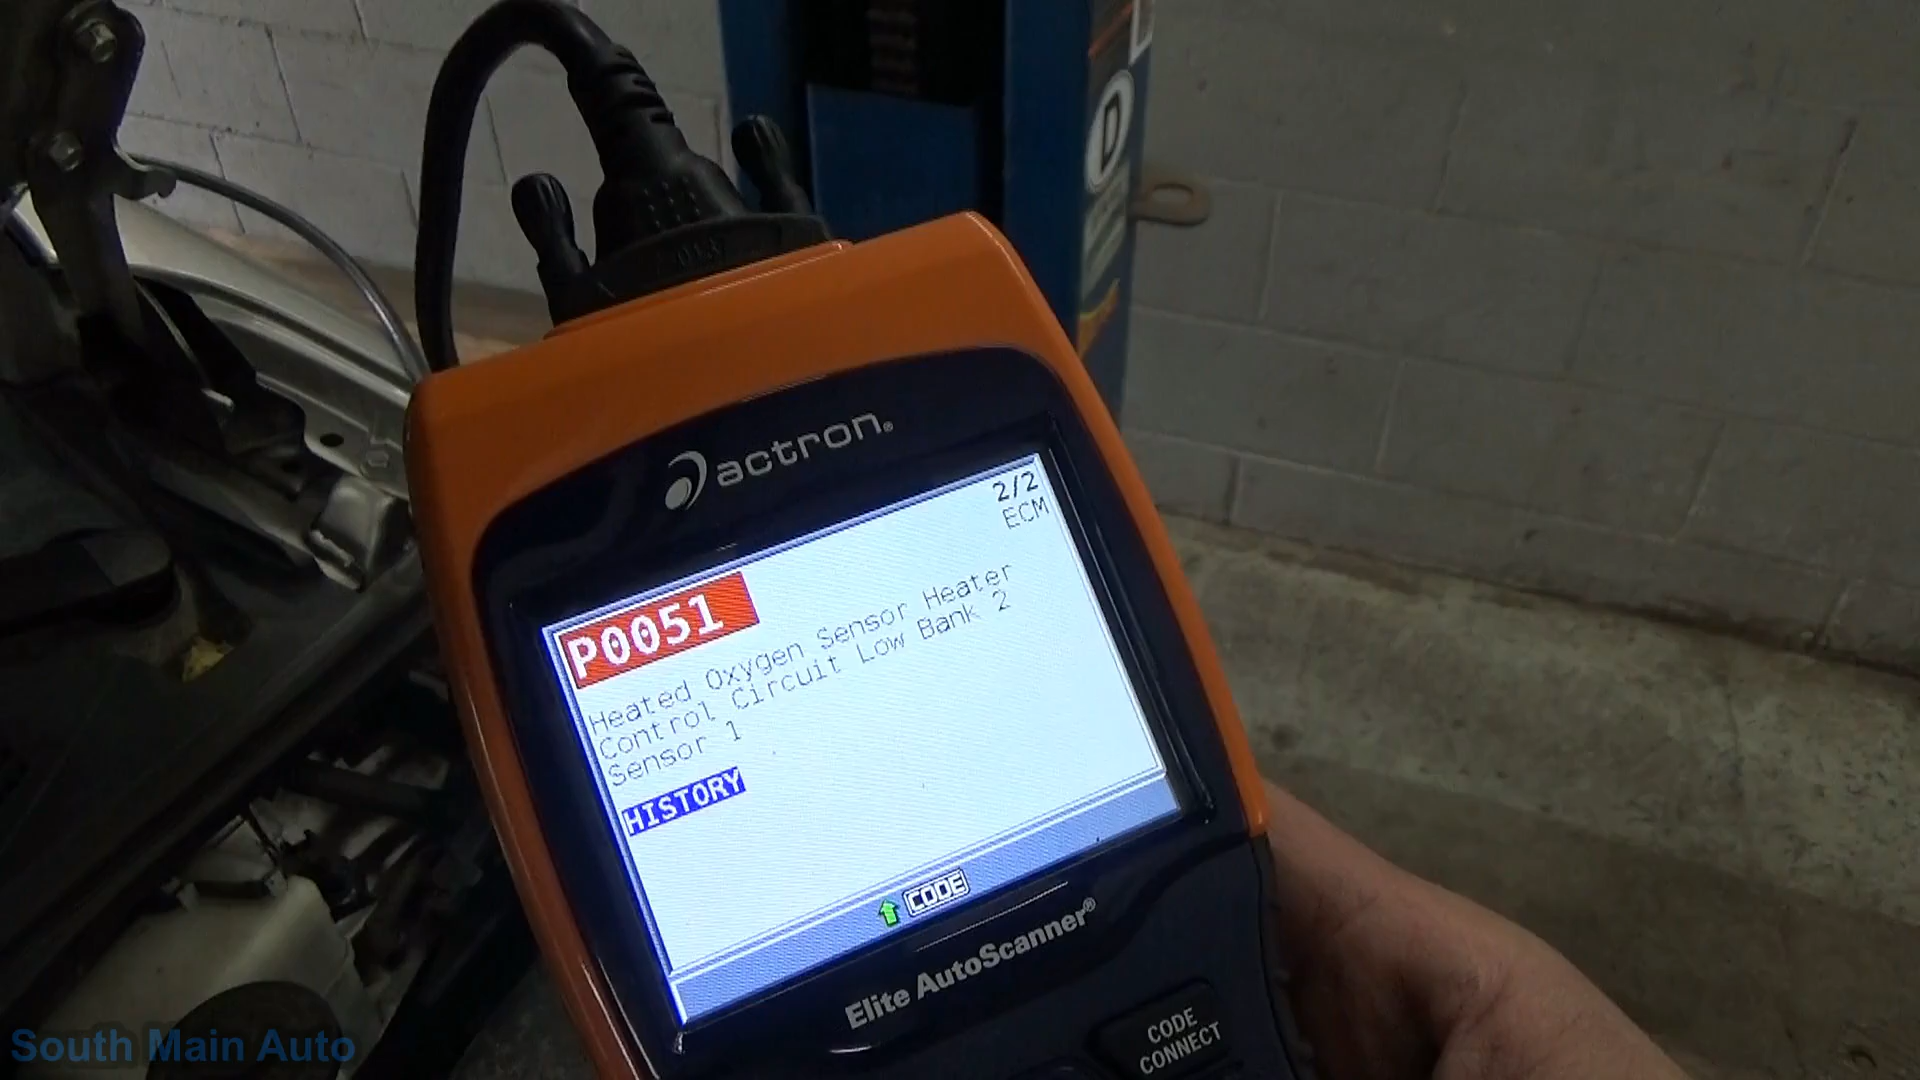 D
actron®
2/2
ECM
P0051
Heated Oxygen Sensor Heater
Control Circuit Low Bank 2
Sensor 1
HISTORY
CODE
Elite AutoScanner®
CODE
CONNECT
South Main Auto